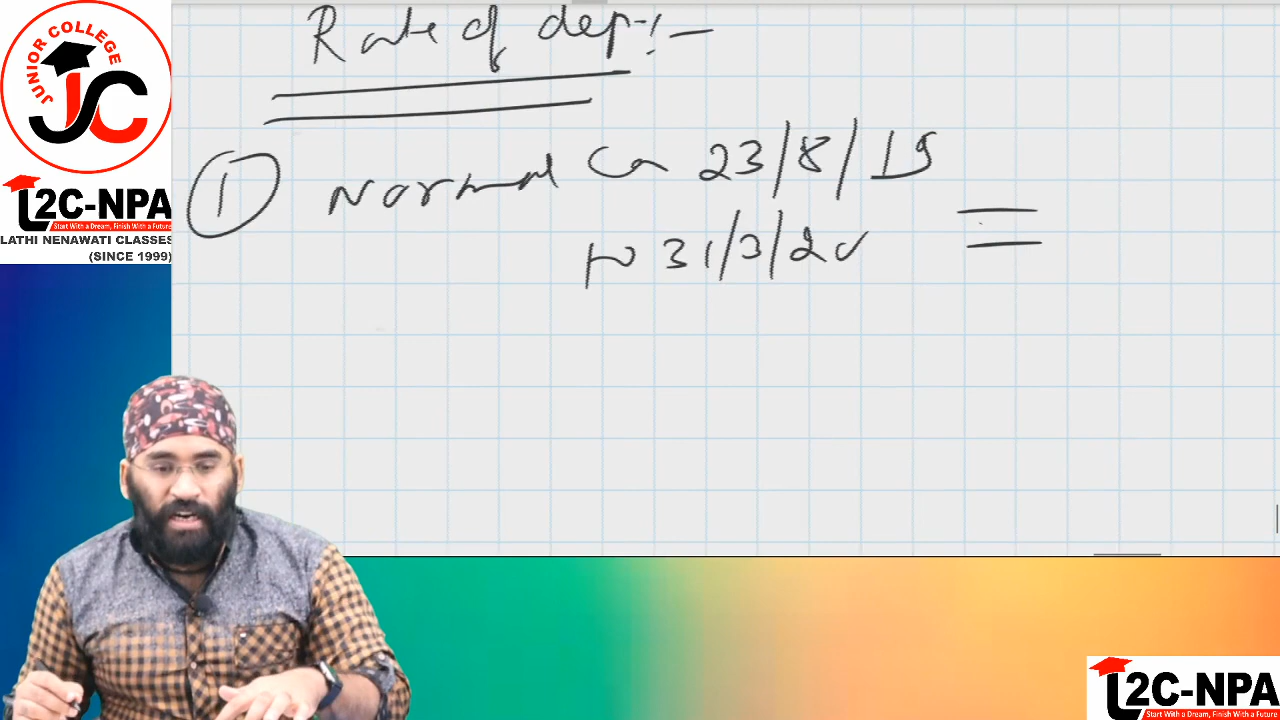 Rate of dep :-
JUNIOR COLLEGE
JC
L2C-NPA
Start With a Dream, Finish With a Future
LATHI NENAWATI CLASSES
(SINCE 1999)
① Normal Ca 23/8/19
to 31/3/20
L2C-NPA
Start With a Dream, Finish With a Future